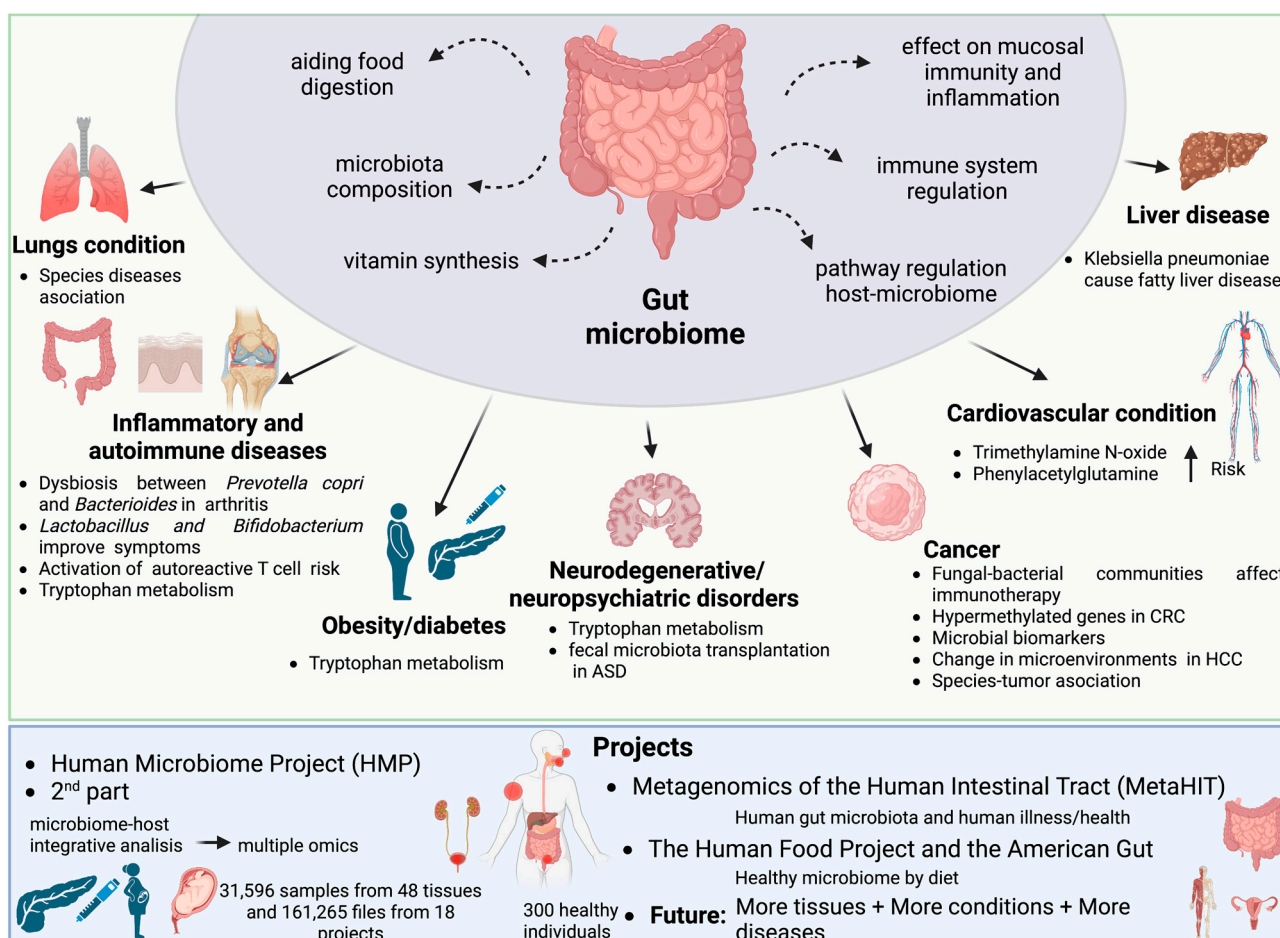 aiding food
digestion
microbiota
composition
vitamin synthesis
effect on mucosal
immunity and
inflammation
immune system
regulation
pathway regulation
host-microbiome
Gut
microbiome
Lungs condition
• Species diseases
asociation
Inflammatory and
autoimmune diseases
• Dysbiosis between Prevotella copri
and Bacterioides in arthritis
• Lactobacillus and Bifidobacterium
improve symptoms
• Activation of autoreactive T cell risk
• Tryptophan metabolism
Obesity/diabetes
• Tryptophan metabolism
Neurodegenerative/
neuropsychiatric disorders
• Tryptophan metabolism
• fecal microbiota transplantation
in ASD
Cancer
• Fungal-bacterial communities affect
immunotherapy
• Hypermethylated genes in CRC
• Microbial biomarkers
• Change in microenvironments in HCC
• Species-tumor asociation
Cardiovascular condition
• Trimethylamine N-oxide
• Phenylacetylglutamine
Risk
Liver disease
• Klebsiella pneumoniae
cause fatty liver disease
Projects
• Human Microbiome Project (HMP)
• 2nd part
microbiome-host
integrative analisis
multiple omics
31,596 samples from 48 tissues
and 161,265 files from 18
projects
300 healthy
individuals
• Metagenomics of the Human Intestinal Tract (MetaHIT)
Human gut microbiota and human illness/health
• The Human Food Project and the American Gut
Healthy microbiome by diet
• Future: More tissues + More conditions + More
diseases